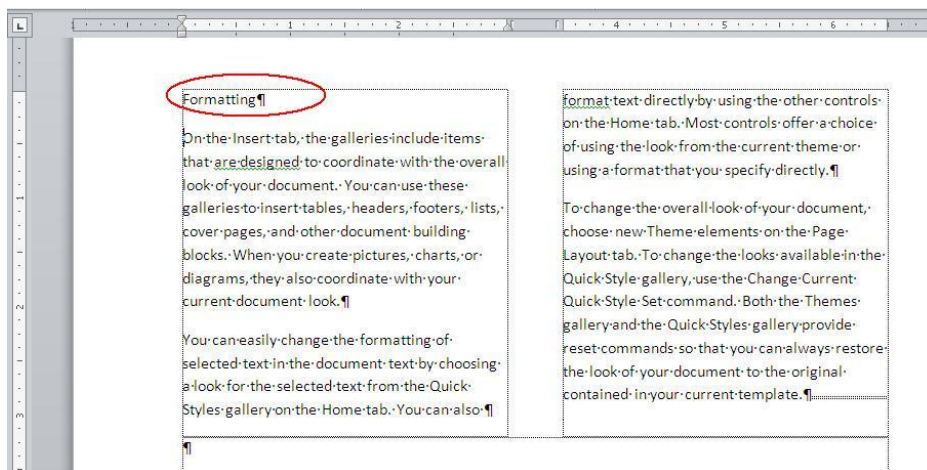 1 2 4 5 6
Formatting¶
On the Insert tab, the galleries include items
that are designed to coordinate with the overall
look of your document. You can use these
galleries to insert tables, headers, footers, lists,
cover pages, and other document building
blocks. When you create pictures, charts, or
diagrams, they also coordinate with your
current document look.¶
You can easily change the formatting of
selected text in the document text by choosing
a look for the selected text from the Quick
Styles gallery on the Home tab. You can also ¶
format text directly by using the other controls
on the Home tab. Most controls offer a choice
of using the look from the current theme or
using a format that you specify directly.¶
To change the overall look of your document,
choose new Theme elements on the Page
Layout tab. To change the looks available in the
Quick Style gallery, use the Change Current
Quick Style Set command. Both the Themes
gallery and the Quick Styles gallery provide
reset commands so that you can always restore
the look of your document to the original
contained in your current template.¶
¶
1
2
3